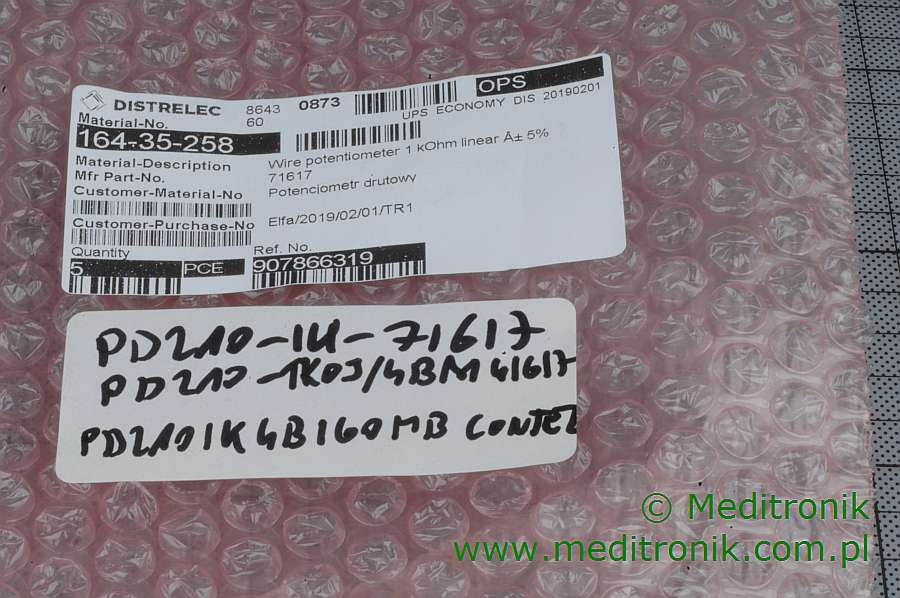 DISTRELEC
8643 0873
60
OPS
UPS ECONOMY DIS 20190201
Material-No.
164-35-258
Material-Description
Wire potentiometer 1 kOhm linear Â± 5%
Mfr Part-No.
71617
Potenciometr drutowy
Customer-Material-No
Elfa/2019/02/01/TR1
Customer-Purchase-No
Quantity
Ref. No.
5 PCE
907866319
PD210-1K-71617
PD210-1K0J/4BM 41617
PD2101K4B160MB CONTEL
© Meditronik
www.meditronik.com.pl